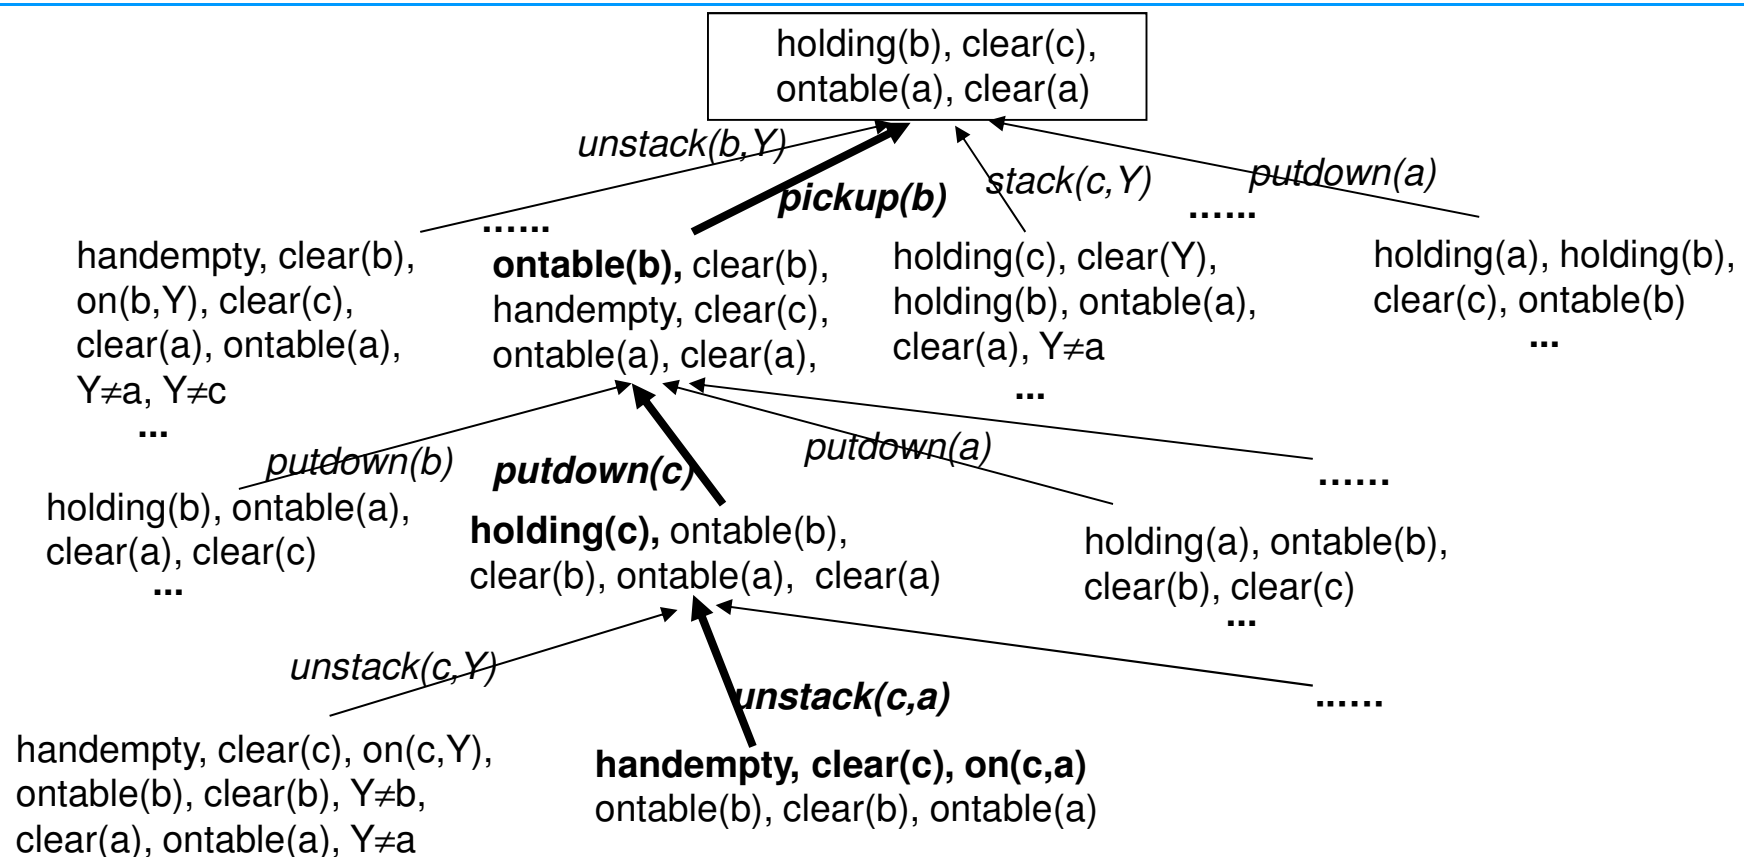 holding(b), clear(c),
ontable(a), clear(a)
unstack(b,Y)
pickup(b)
stack(c,Y)
putdown(a)
......
......
handempty, clear(b),
on(b,Y), clear(c),
clear(a), ontable(a),
Y≠a, Y≠c
...
ontable(b), clear(b),
handempty, clear(c),
ontable(a), clear(a),
holding(c), clear(Y),
holding(b), ontable(a),
clear(a), Y≠a
...
holding(a), holding(b),
clear(c), ontable(b)
...
putdown(b)
putdown(c)
putdown(a)
......
holding(b), ontable(a),
clear(a), clear(c)
...
holding(c), ontable(b),
clear(b), ontable(a), clear(a)
holding(a), ontable(b),
clear(b), clear(c)
...
unstack(c,Y)
unstack(c,a)
......
handempty, clear(c), on(c,Y),
ontable(b), clear(b), Y≠b,
clear(a), ontable(a), Y≠a
handempty, clear(c), on(c,a)
ontable(b), clear(b), ontable(a)